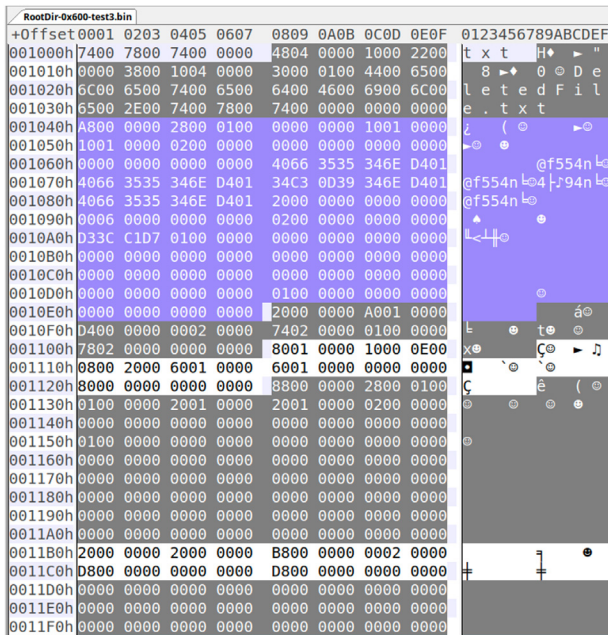 RootDir-0x600-test3.bin
+Offset 0001 0203 0405 0607 0809 0A0B 0C0D 0E0F 0123456789ABCDEF
001000h 7400 7800 7400 0000 4804 0000 1000 2200 t x t H♦ ► "
001010h 0000 3800 1004 0000 3000 0100 4400 6500 8 ►♦ 0 ☺ D e
001020h 6C00 6500 7400 6500 6400 4600 6900 6C00 l e t e d F i l
001030h 6500 2E00 7400 7800 7400 0000 0000 0000 e . t x t
001040h A800 0000 2800 0100 0000 0000 1001 0000 ¿ ( ☺ ►☺
001050h 1001 0000 0200 0000 0000 0000 0000 0000 ►☺ ☻
001060h 0000 0000 0000 0000 4066 3535 346E D401 @f554n╘☺
001070h 4066 3535 346E D401 34C3 0D39 346E D401 @f554n╘☺4├♪94n╘☺
001080h 4066 3535 346E D401 2000 0000 0000 0000 @f554n╘☺
001090h 0006 0000 0000 0000 0200 0000 0000 0000 ♠ ☻
0010A0h D33C C1D7 0100 0000 0000 0000 0000 0000 ╙<┴╫☺
0010B0h 0000 0000 0000 0000 0000 0000 0000 0000
0010C0h 0000 0000 0000 0000 0000 0000 0000 0000
0010D0h 0000 0000 0000 0000 0100 0000 0000 0000 ☺
0010E0h 0000 0000 0000 0000 2000 0000 A001 0000 á☺
0010F0h D400 0000 0002 0000 7402 0000 0100 0000 ╘ ☻ t☻ ☺
001100h 7802 0000 0000 0000 8001 0000 1000 0E00 x☻ Ç☺ ► ♫
001110h 0800 2000 6001 0000 6001 0000 0000 0000 ◘ `☺ `☺
001120h 8000 0000 0000 0000 8800 0000 2800 0100 Ç ê ( ☺
001130h 0100 0000 2001 0000 2001 0000 0200 0000 ☺ ☺ ☺ ☻
001140h 0000 0000 0000 0000 0000 0000 0000 0000
001150h 0100 0000 0000 0000 0000 0000 0000 0000 ☺
001160h 0000 0000 0000 0000 0000 0000 0000 0000
001170h 0000 0000 0000 0000 0000 0000 0000 0000
001180h 0000 0000 0000 0000 0000 0000 0000 0000
001190h 0000 0000 0000 0000 0000 0000 0000 0000
0011A0h 0000 0000 0000 0000 0000 0000 0000 0000
0011B0h 2000 0000 2000 0000 B800 0000 0002 0000 ╕ ☻
0011C0h D800 0000 0000 0000 D800 0000 0000 0000 ╪ ╪
0011D0h 0000 0000 0000 0000 0000 0000 0000 0000
0011E0h 0000 0000 0000 0000 0000 0000 0000 0000
0011F0h 0000 0000 0000 0000 0000 0000 0000 0000